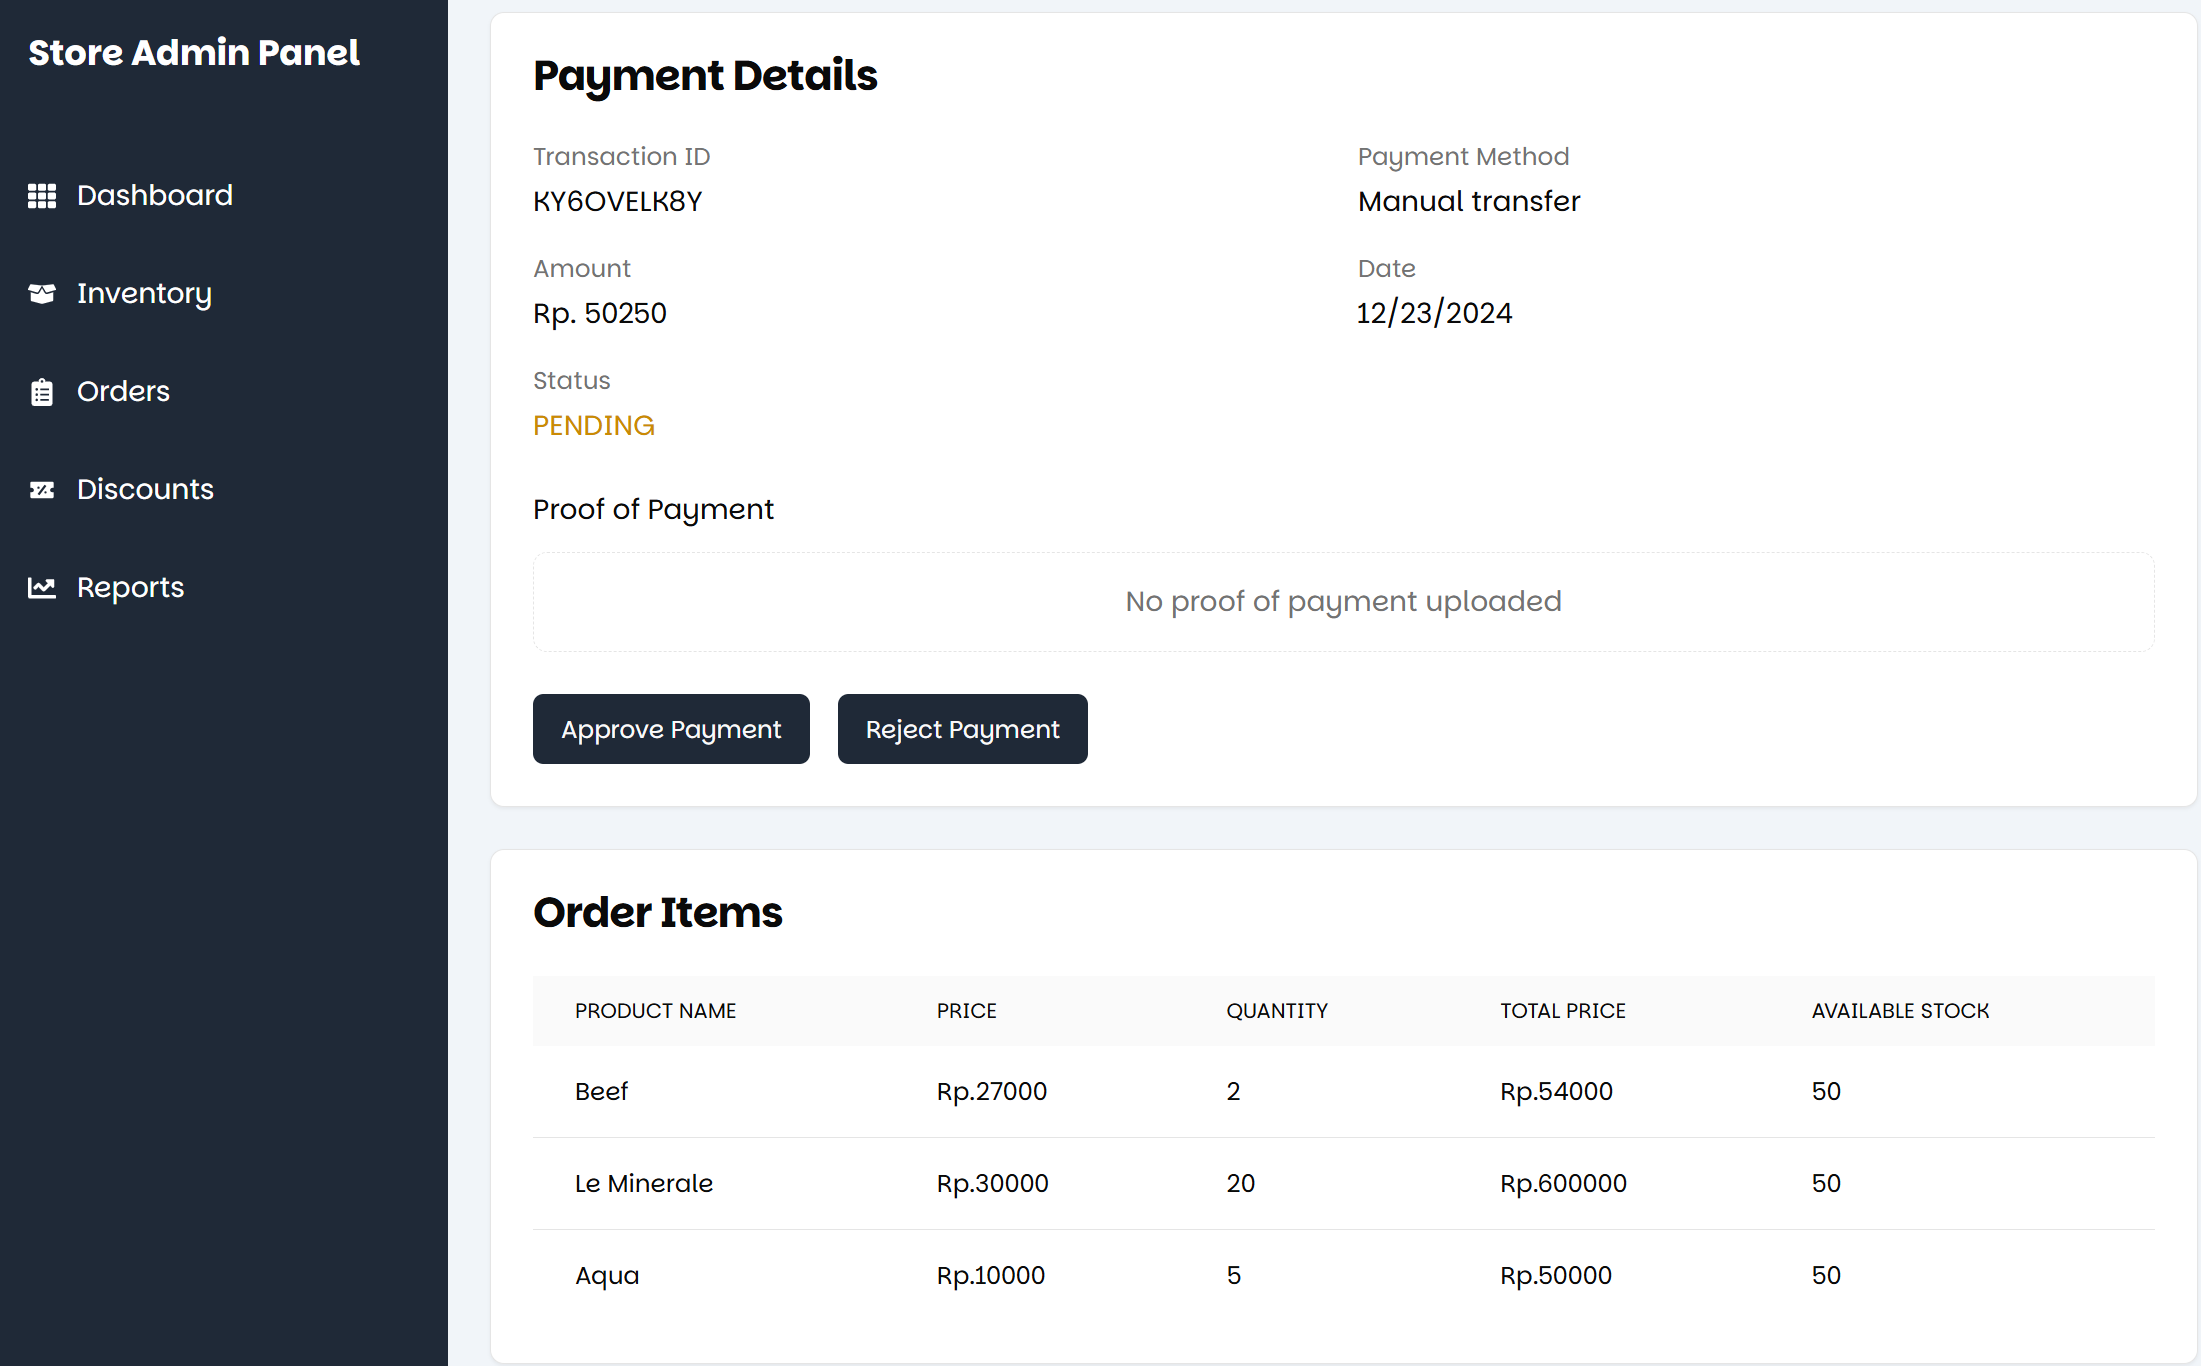 Store Admin Panel
Dashboard
Inventory
Orders
Discounts
Reports
Payment Details
Transaction ID
KY6OVELK8Y
Payment Method
Manual transfer
Amount
Rp. 50250
Date
12/23/2024
Status
PENDING
Proof of Payment
No proof of payment uploaded
Approve Payment
Reject Payment
Order Items
PRODUCT NAME PRICE QUANTITY TOTAL PRICE AVAILABLE STOCK
Beef Rp.27000 2 Rp.54000 50
Le Minerale Rp.30000 20 Rp.600000 50
Aqua Rp.10000 5 Rp.50000 50